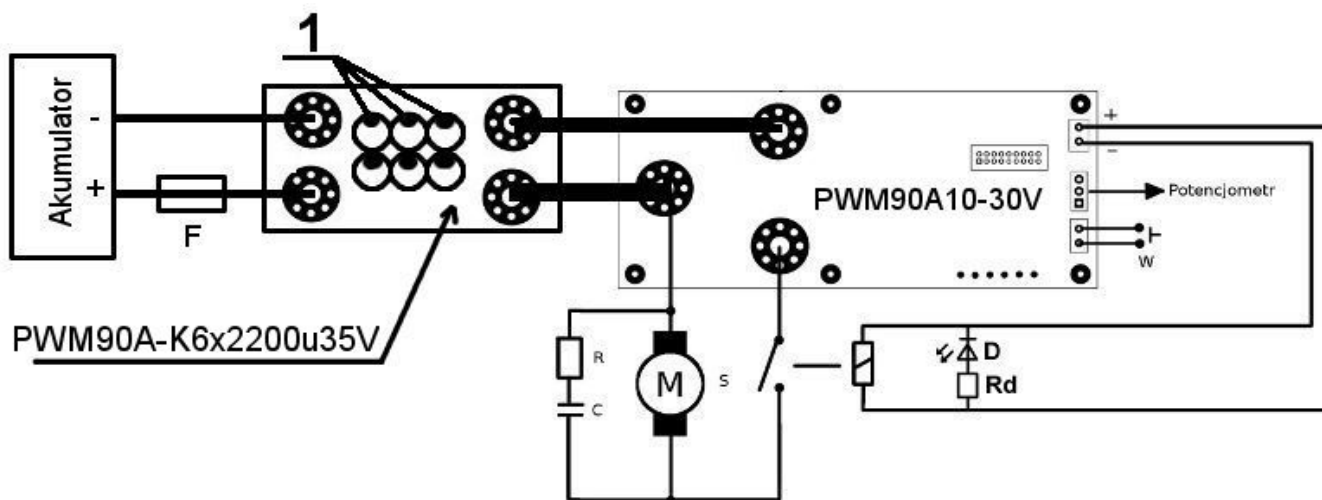 1
Akumulator
-
+
F
PWM90A-K6x2200u35V
PWM90A10-30V
+
-
Potencjometr
W
R
C
M
S
D
Rd